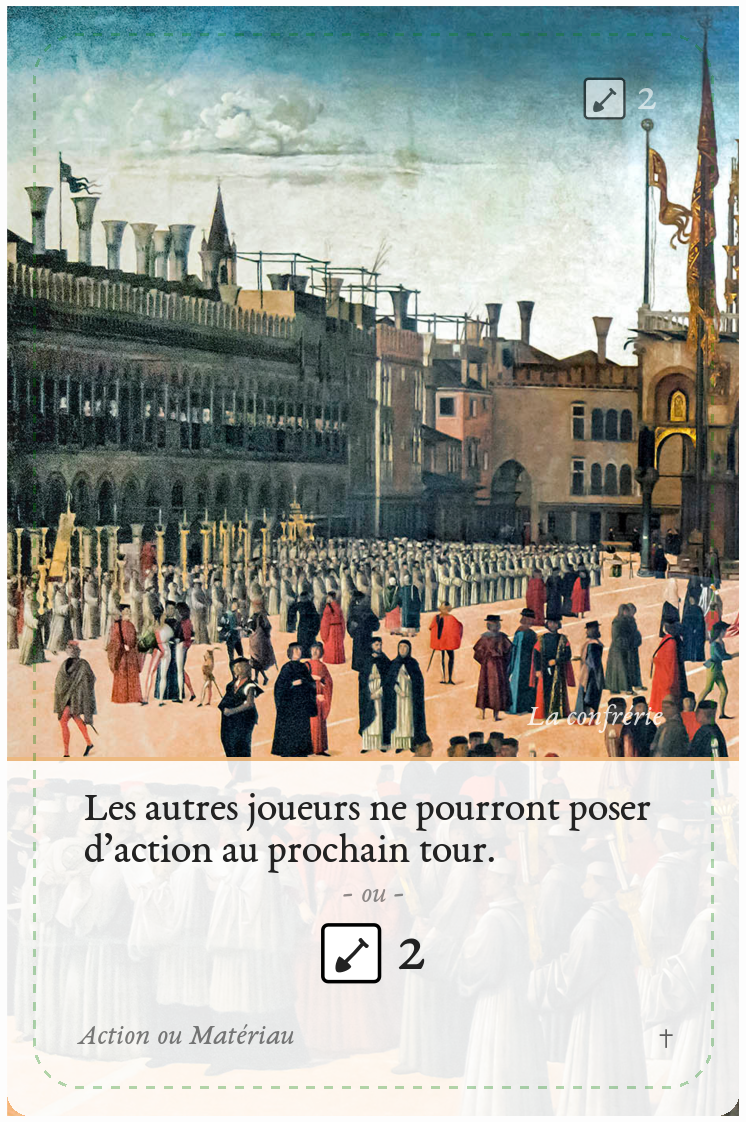 2
La confrérie
Les autres joueurs ne pourront poser
d’action au prochain tour.
- ou -
2
Action ou Matériau
†